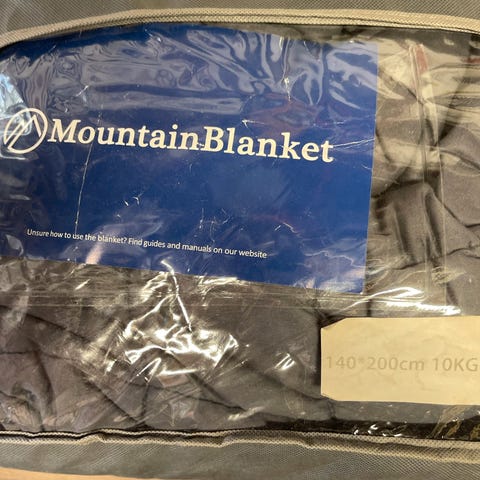 MountainBlanket
Unsure how to use the blanket? Find guides and manuals on our website
140*200cm 10KG